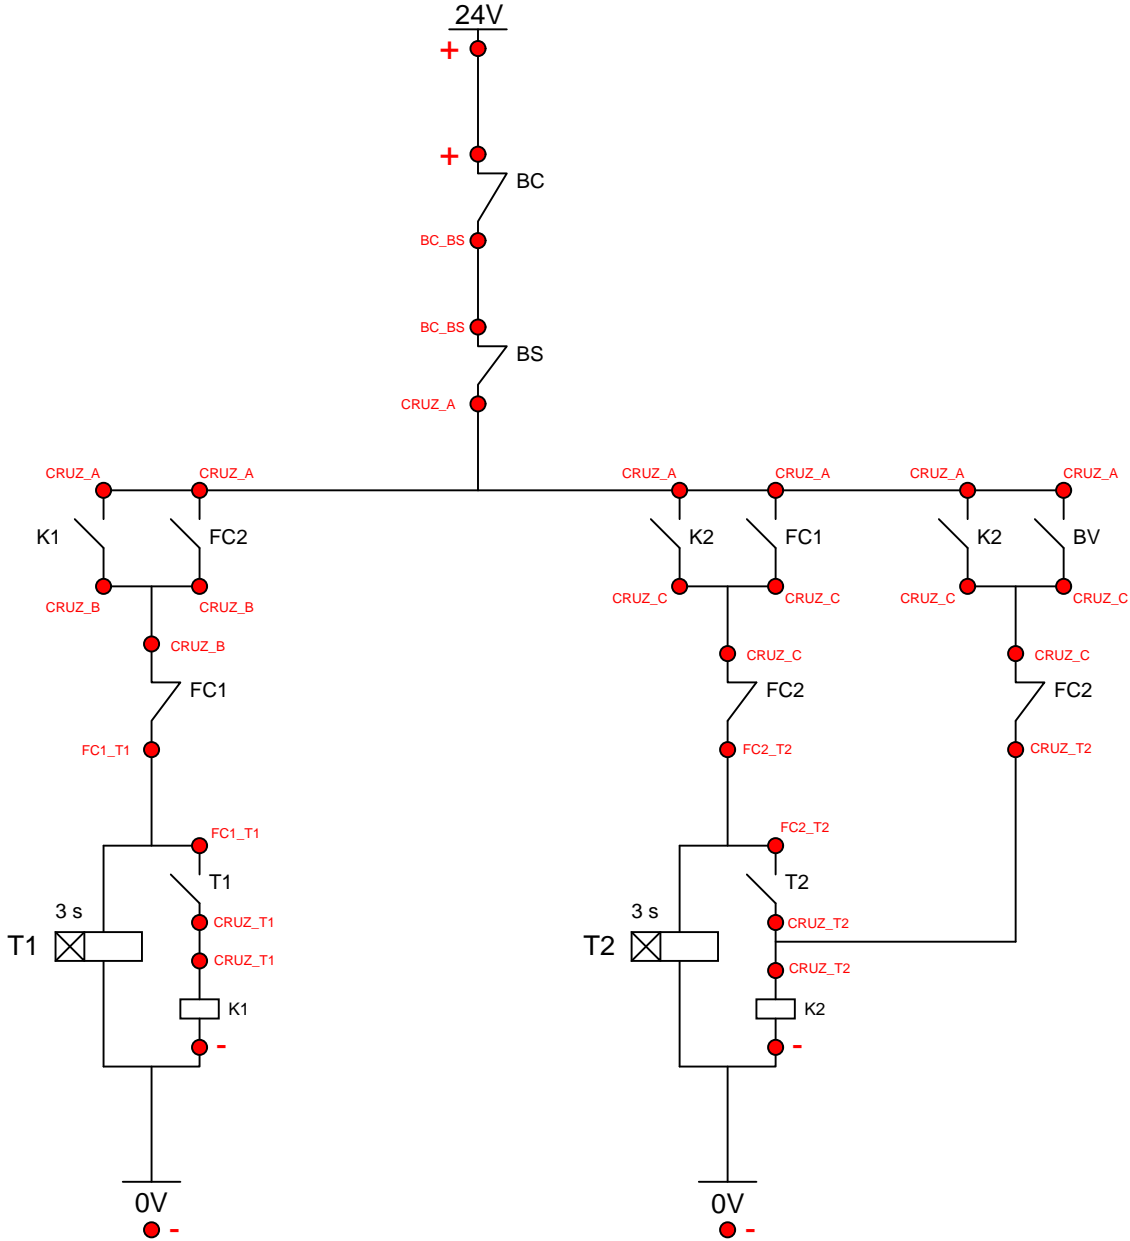 24V
+
+
BC
BC_BS
BC_BS
BS
CRUZ_A
CRUZ_A CRUZ_A CRUZ_A CRUZ_A CRUZ_A CRUZ_A
K1 FC2 K2 FC1 K2 BV
CRUZ_B CRUZ_B CRUZ_C CRUZ_C CRUZ_C CRUZ_C
CRUZ_B CRUZ_C CRUZ_C
FC1 FC2 FC2
FC1_T1 FC2_T2 CRUZ_T2
FC1_T1 FC2_T2
T1 T2
3 s 3 s
CRUZ_T1 CRUZ_T2
T1 T2
CRUZ_T1 CRUZ_T2
K1 K2
- -
0V 0V
- -